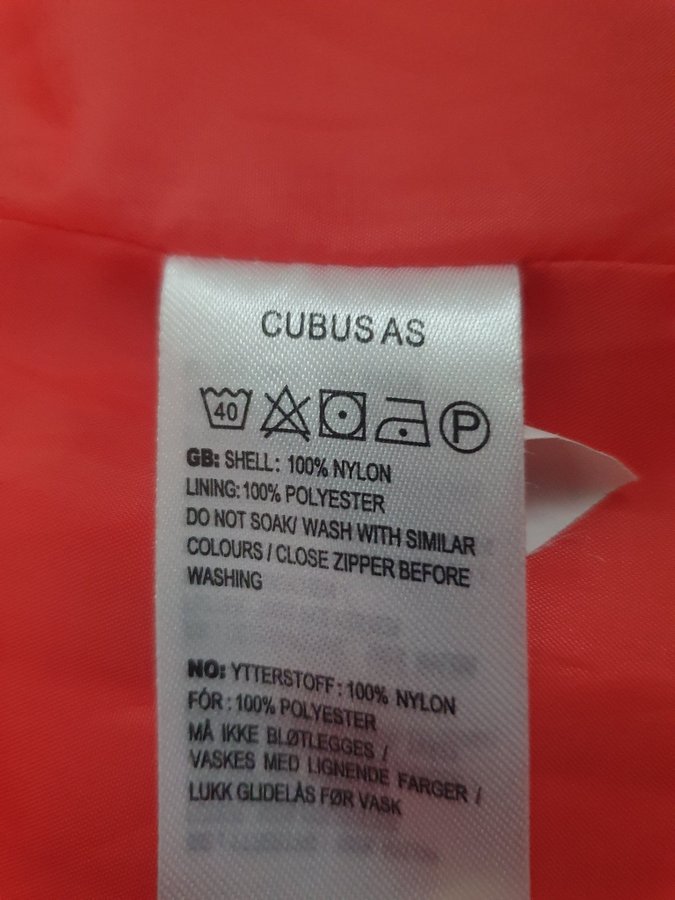 CUBUS AS
40 P
GB: SHELL: 100% NYLON
LINING: 100% POLYESTER
DO NOT SOAK/ WASH WITH SIMILAR
COLOURS / CLOSE ZIPPER BEFORE
WASHING
NO: YTTERSTOFF: 100% NYLON
FÓR: 100% POLYESTER
MÅ IKKE BLØTLEGGES /
VASKES MED LIGNENDE FARGER /
LUKK GLIDELÅS FØR VASK